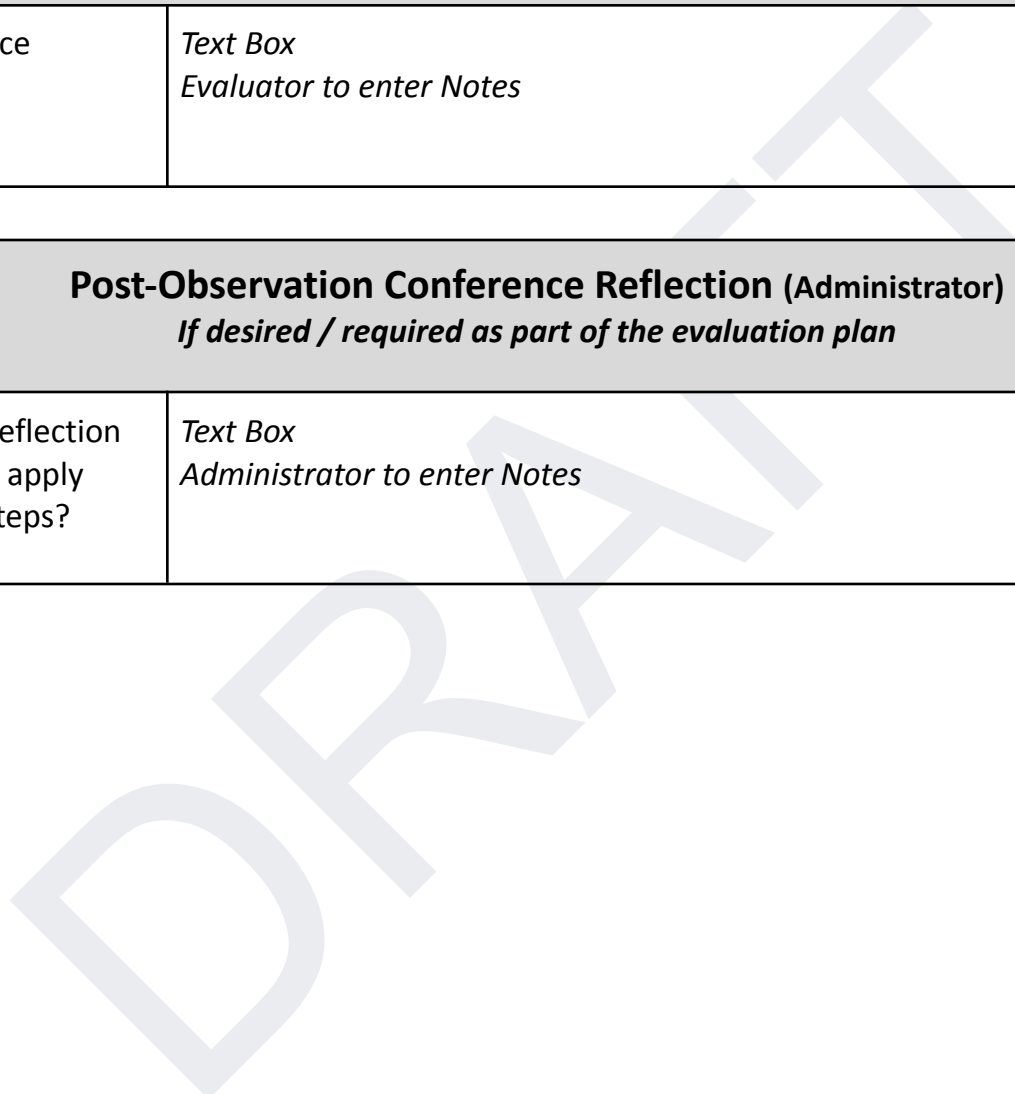 ce
Text Box
Evaluator to enter Notes
Post-Observation Conference Reflection (Administrator)
If desired / required as part of the evaluation plan
eflection
apply
teps?
Text Box
Administrator to enter Notes
DRAFT